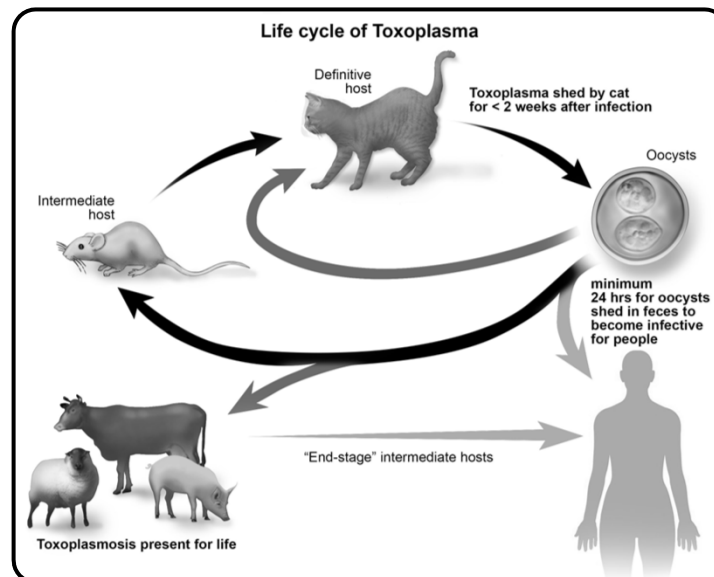 Life cycle of Toxoplasma
Definitive
host
Toxoplasma shed by cat
for < 2 weeks after infection
Oocysts
Intermediate
host
minimum
24 hrs for oocysts
shed in feces to
become infective
for people
“End-stage” intermediate hosts
Toxoplasmosis present for life